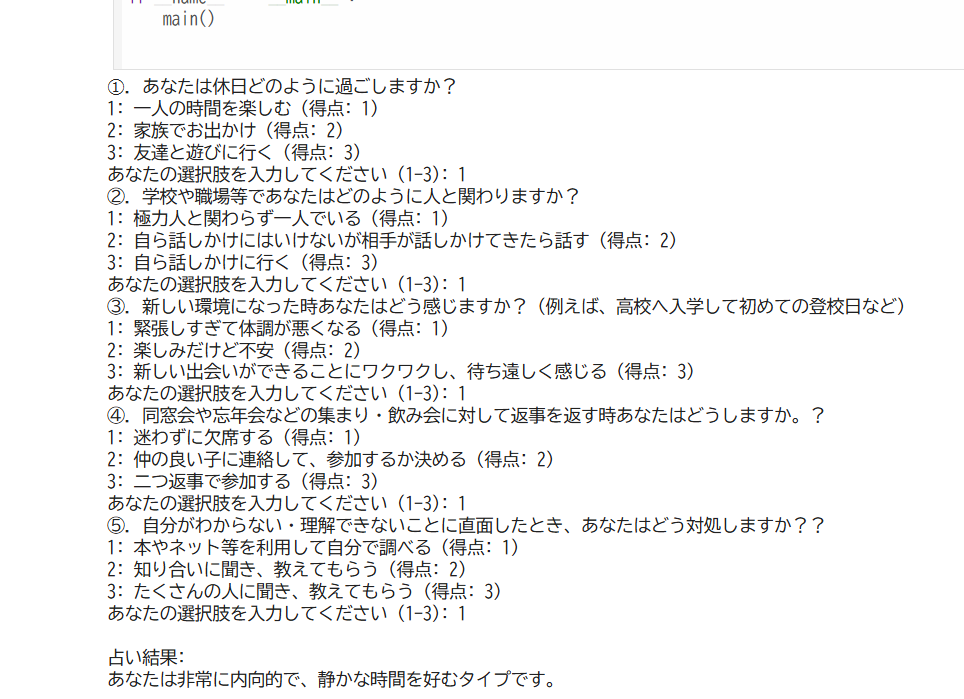 main()
①．あなたは休日どのように過ごしますか？
1: 一人の時間を楽しむ（得点: 1）
2: 家族でお出かけ（得点: 2）
3: 友達と遊びに行く（得点: 3）
あなたの選択肢を入力してください（1-3）: 1
②．学校や職場等であなたはどのように人と関わりますか？
1: 極力人と関わらず一人でいる（得点: 1）
2: 自ら話しかけにはいけないが相手が話しかけてきたら話す（得点: 2）
3: 自ら話しかけに行く（得点: 3）
あなたの選択肢を入力してください（1-3）: 1
③．新しい環境になった時あなたはどう感じますか？（例えば、高校へ入学して初めての登校日など）
1: 緊張しすぎて体調が悪くなる（得点: 1）
2: 楽しみだけど不安（得点: 2）
3: 新しい出会いができることにワクワクし、待ち遠しく感じる（得点: 3）
あなたの選択肢を入力してください（1-3）: 1
④．同窓会や忘年会などの集まり・飲み会に対して返事を返す時あなたはどうしますか。？
1: 迷わずに欠席する（得点: 1）
2: 仲の良い子に連絡して、参加するか決める（得点: 2）
3: 二つ返事で参加する（得点: 3）
あなたの選択肢を入力してください（1-3）: 1
⑤．自分がわからない・理解できないことに直面したとき、あなたはどう対処しますか？？
1: 本やネット等を利用して自分で調べる（得点: 1）
2: 知り合いに聞き、教えてもらう（得点: 2）
3: たくさんの人に聞き、教えてもらう（得点: 3）
あなたの選択肢を入力してください（1-3）: 1
占い結果:
あなたは非常に内向的で、静かな時間を好むタイプです。